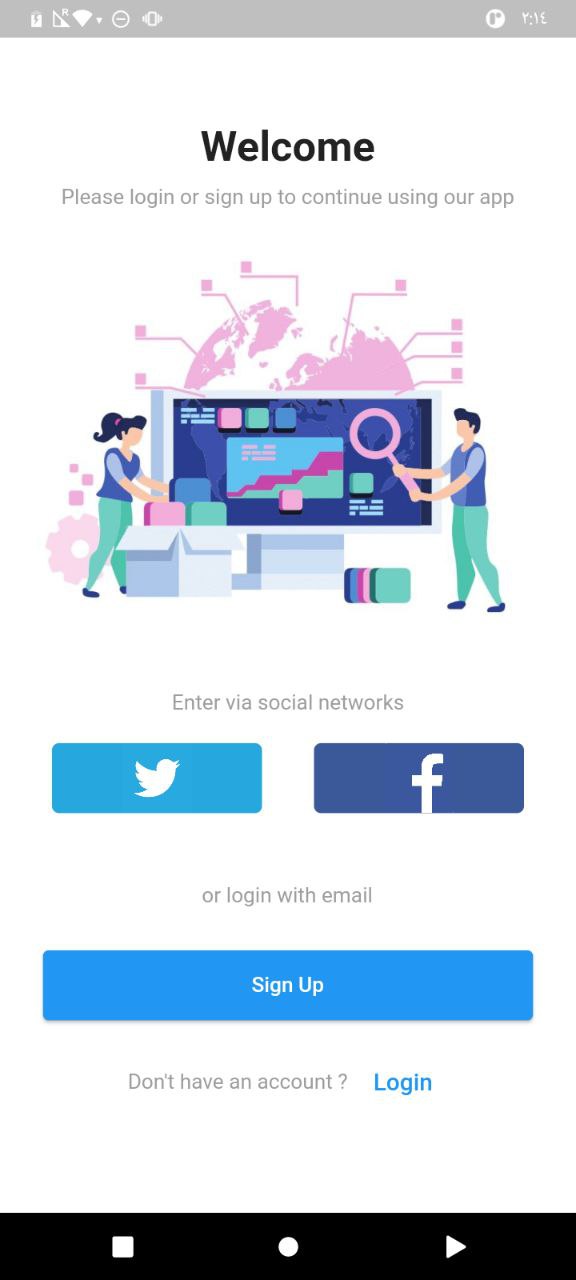 ٢:١٤
Welcome
Please login or sign up to continue using our app
Enter via social networks
or login with email
Sign Up
Don't have an account ? Login